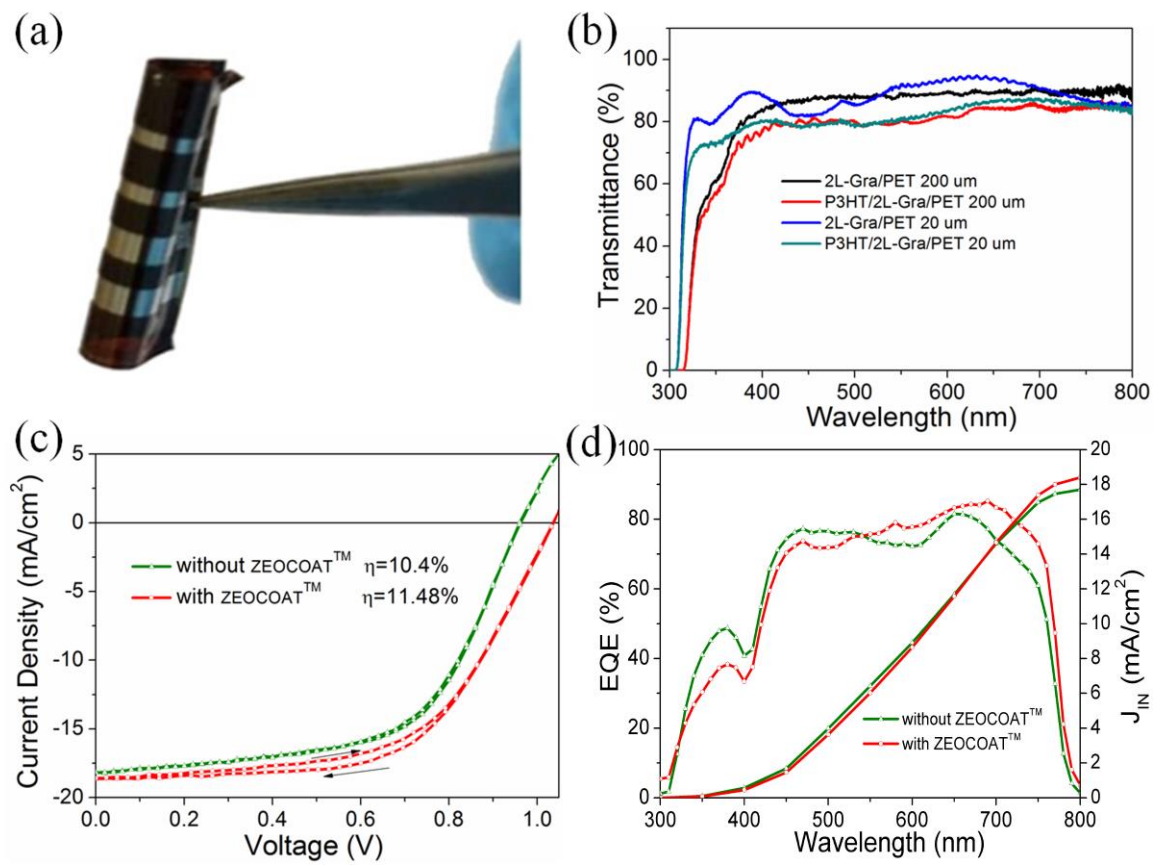 (a)
(b)
100
80
60
40
80
60
0
Transmittance (%)
2L-Gra/PET 200 um
P3HT/2L-Gra/PET 200 um
2L-Gra/PET 20 um
P3HT/2L-Gra/PET 20 um
300 400 500 600 700 800
Wavelength (nm)
(c)
5
0
-5
-10
-15
-20
Current Density (mA/cm²)
without ZEOCOAT™ η=10.4%
with ZEOCOAT™ η=11.48%
0.0 0.2 0.4 0.6 0.8 1.0
Voltage (V)
(d)
100
80
60
40
20
0
EQE (%)
20
18
16
14
12
10
8
6
4
2
0
J_IN (mA/cm²)
without ZEOCOAT™
with ZEOCOAT™
300 400 500 600 700 800
Wavelength (nm)